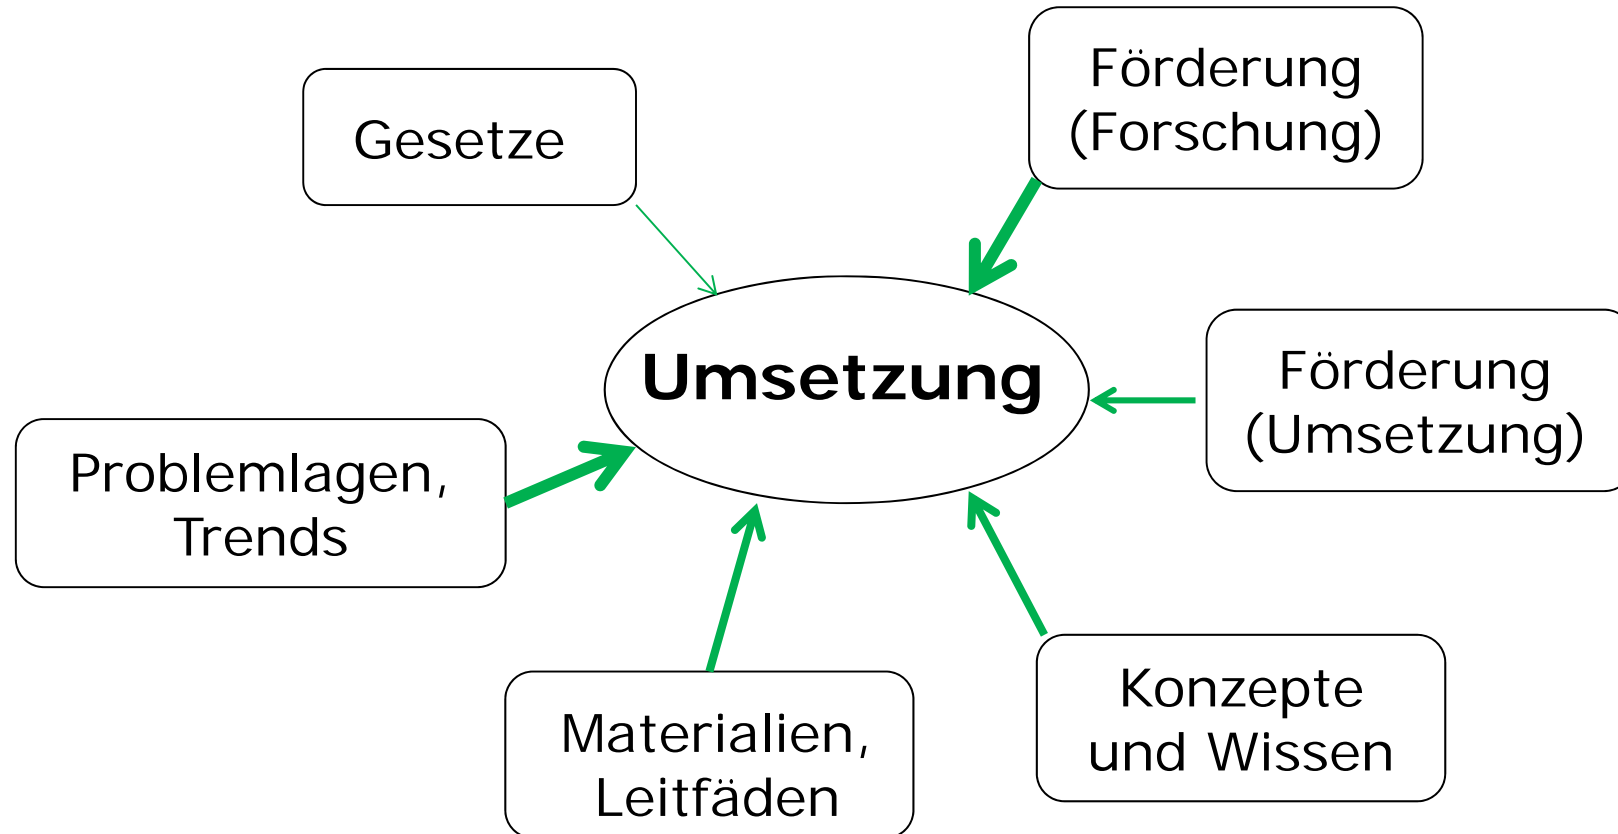 Förderung
(Forschung)
Gesetze
Umsetzung
Förderung
(Umsetzung)
Problemlagen,
Trends
Konzepte
und Wissen
Materialien,
Leitfäden